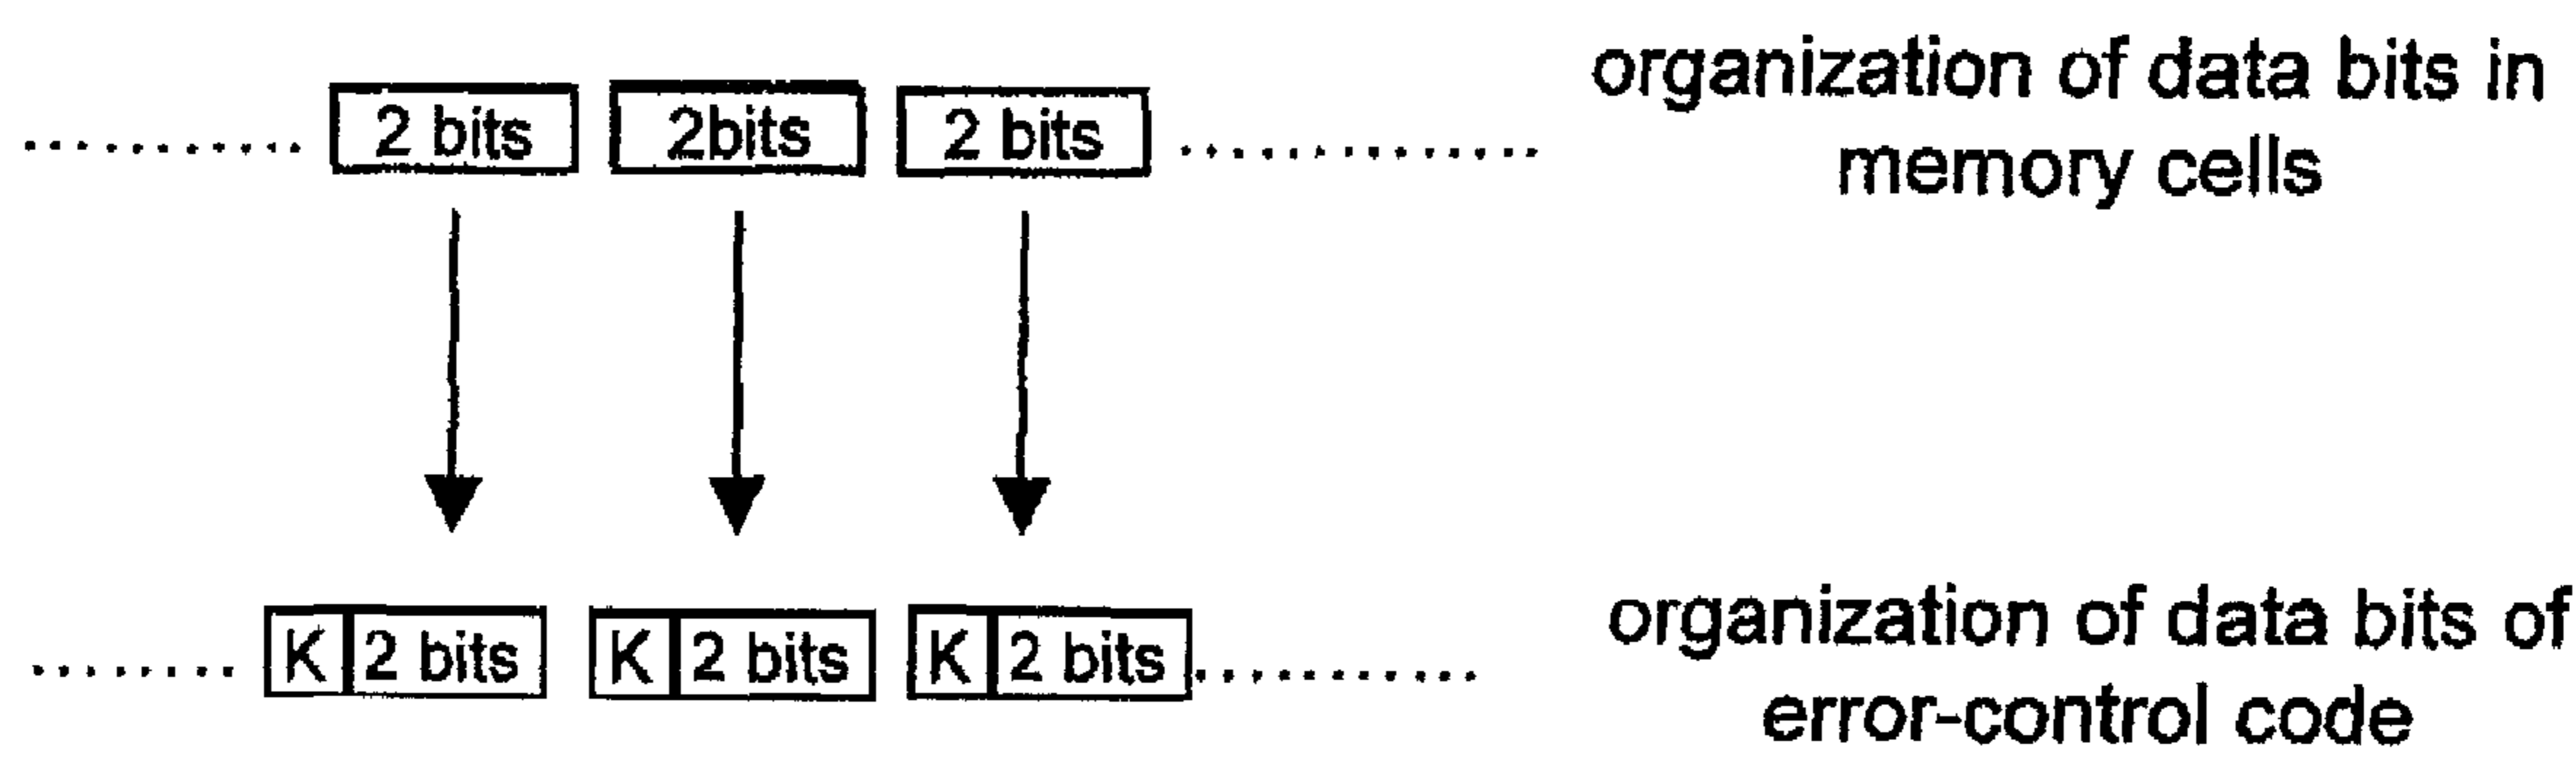 organization of data bits in
memory cells
2 bits 2bits 2 bits
K 2 bits K 2 bits K 2 bits
organization of data bits of
error-control code